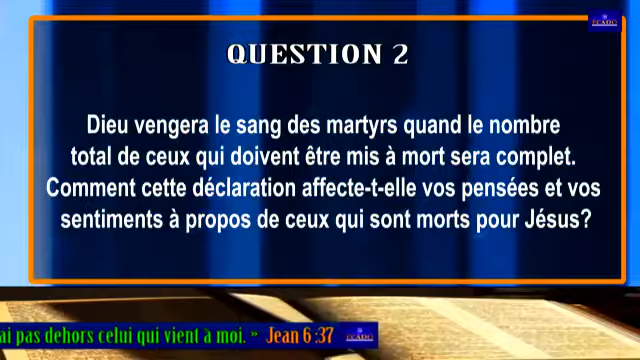 ECADO
QUESTION 2
Dieu vengera le sang des martyrs quand le nombre
total de ceux qui doivent être mis à mort sera complet.
Comment cette déclaration affecte-t-elle vos pensées et vos
sentiments à propos de ceux qui sont morts pour Jésus?
ai pas dehors celui qui vient à moi. » Jean 6:37 ECADO